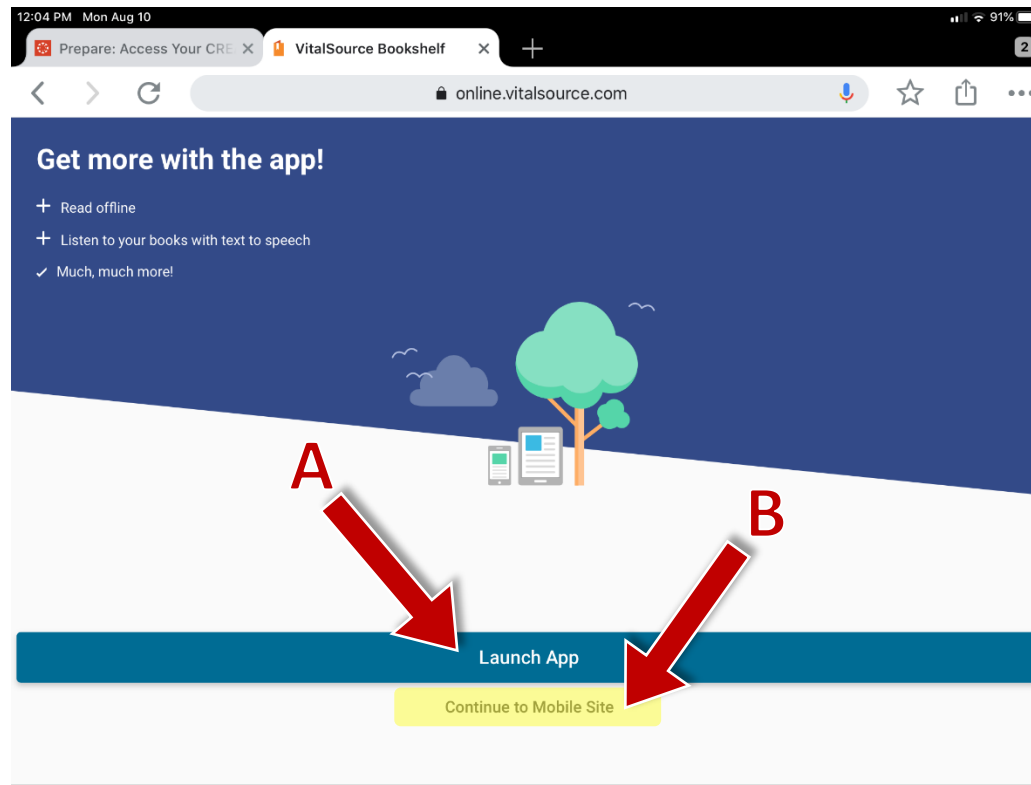 12:04 PM Mon Aug 10 91%
Prepare: Access Your CRE VitalSource Bookshelf 2
online.vitalsource.com
Get more with the app!
Read offline
Listen to your books with text to speech
Much, much more!
A
B
Launch App
Continue to Mobile Site